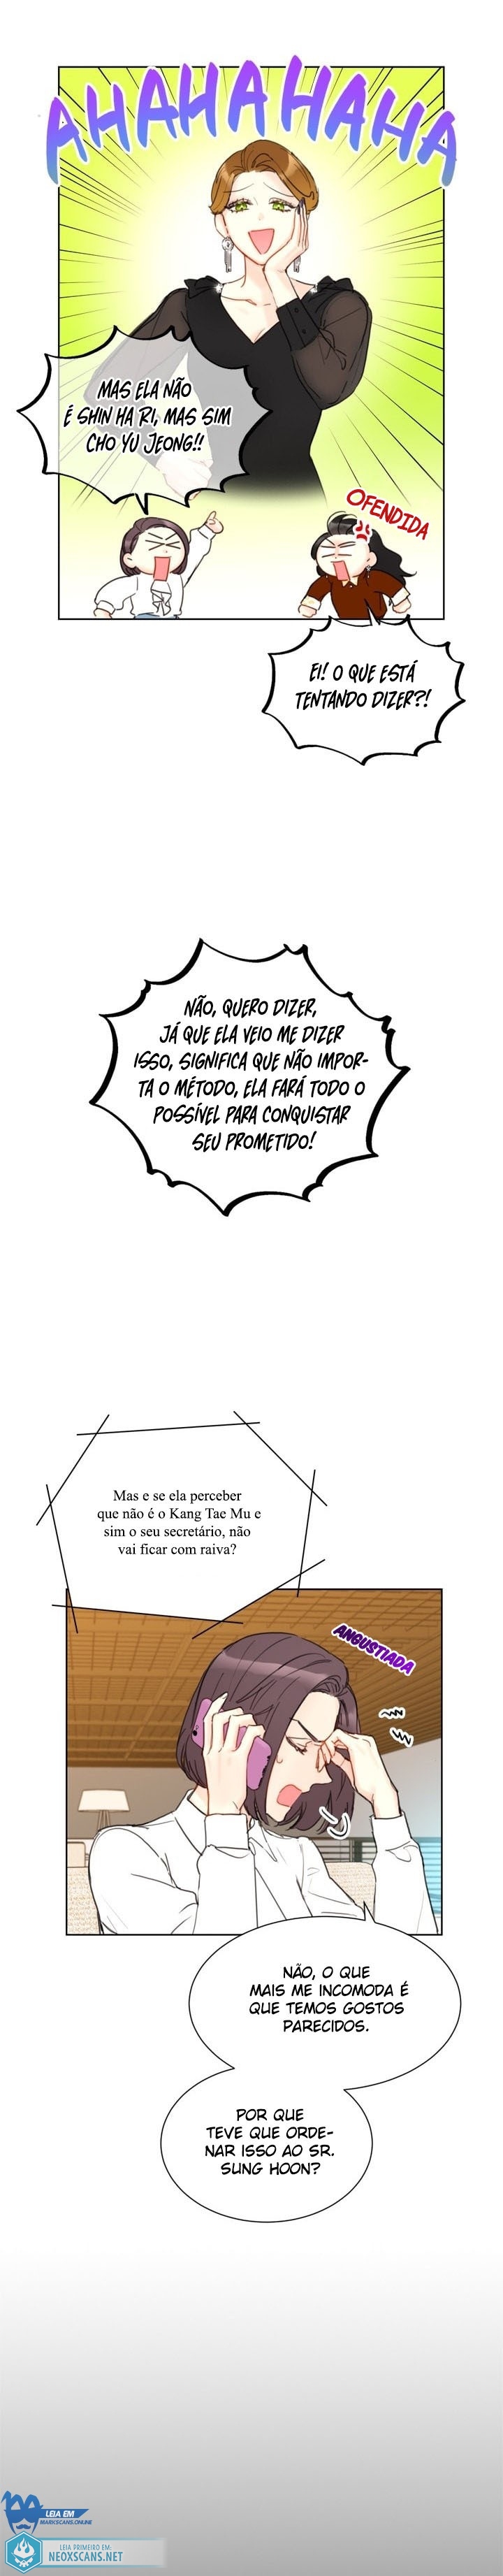 AHAHAHAHA
MAS ELA NÃO
É SHIN HA RI, MAS SIM
CHO YU JEONG!!
OFENDIDA
EI! O QUE ESTÁ
TENTANDO DIZER?!
NÃO, QUERO DIZER,
JÁ QUE ELA VEIO ME DIZER
ISSO, SIGNIFICA QUE NÃO IMPOR-
TA O MÉTODO, ELA FARÁ TODO O
POSSÍVEL PARA CONQUISTAR
SEU PROMETIDO!
Mas e se ela perceber
que não é o Kang Tae Mu e
sim o seu secretário, não
vai ficar com raiva?
ANGUSTIADA
NÃO, O QUE
MAIS ME INCOMODA É
QUE TEMOS GOSTOS
PARECIDOS.
POR QUE
TEVE QUE ORDE-
NAR ISSO AO SR.
SUNG HOON?
LEIA EM
MARKSCANS.ONLINE
LEIA PRIMEIRO EM:
NEOXSCANS.NET